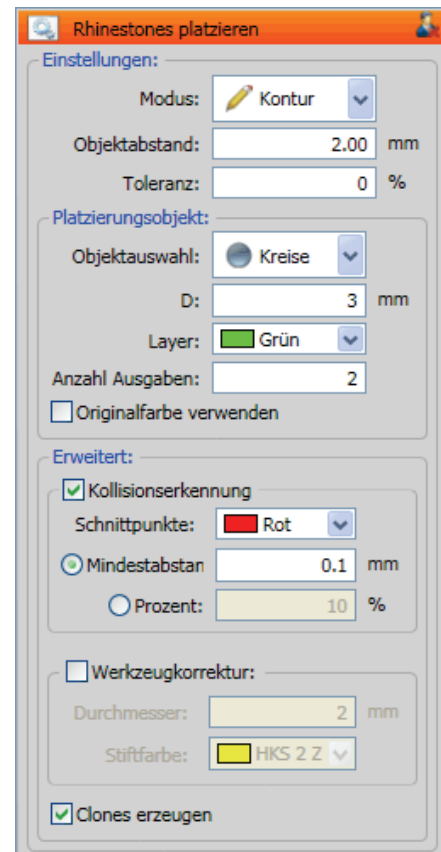 Rhinestones platzieren
Einstellungen:
Modus: Kontur
Objektabstand: 2.00 mm
Toleranz: 0 %
Platzierungsobjekt:
Objektauswahl: Kreise
D: 3 mm
Layer: Grün
Anzahl Ausgaben: 2
Originalfarbe verwenden
Erweitert:
Kollisionserkennung
Schnittpunkte: Rot
Mindestabstan 0.1 mm
Prozent: 10 %
Werkzeugkorrektur:
Durchmesser: 2 mm
Stiftfarbe: HKS 2 Z
Clones erzeugen